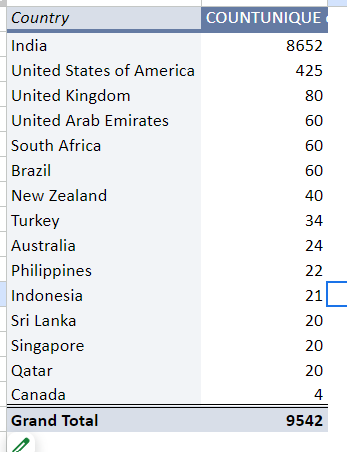 Country COUNTUNIQUE
India 8652
United States of America 425
United Kingdom 80
United Arab Emirates 60
South Africa 60
Brazil 60
New Zealand 40
Turkey 34
Australia 24
Philippines 22
Indonesia 21
Sri Lanka 20
Singapore 20
Qatar 20
Canada 4
Grand Total 9542